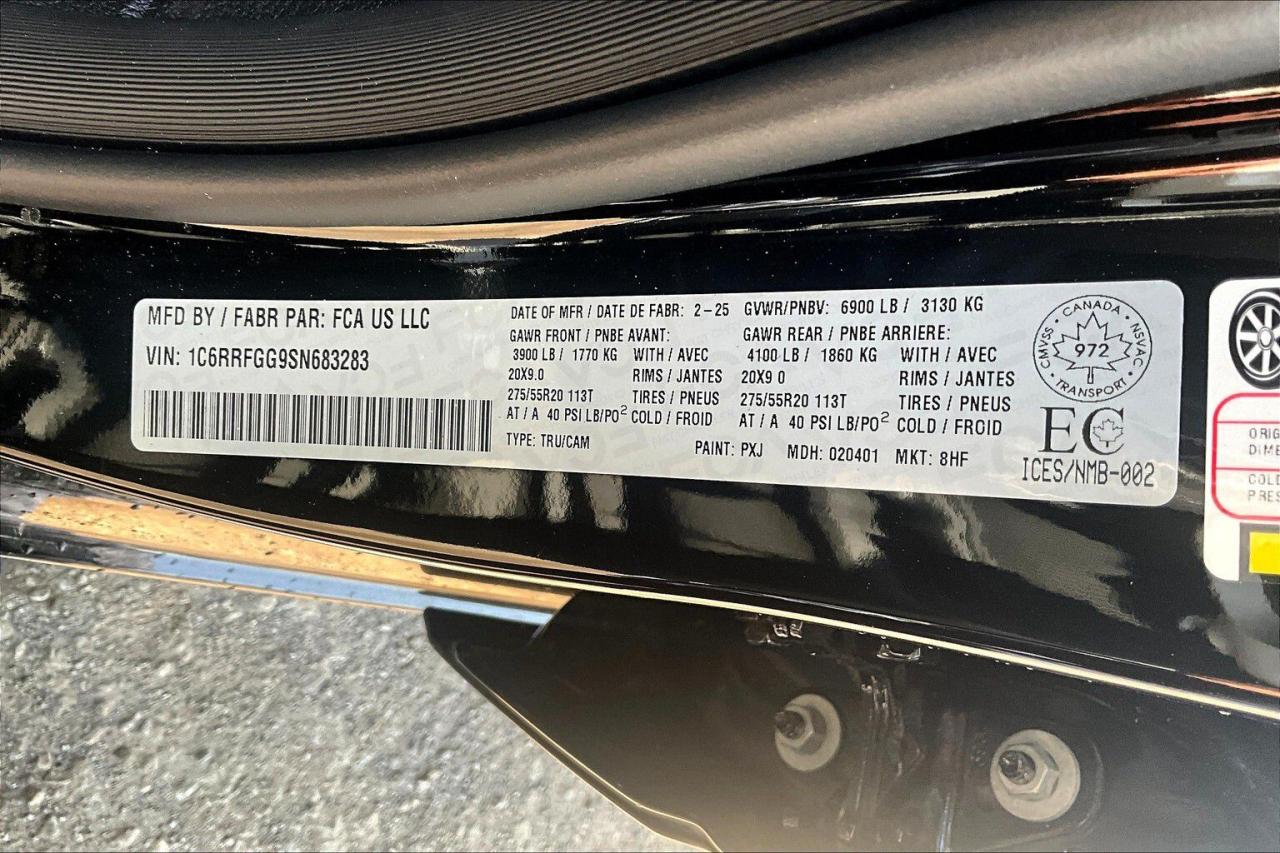 MFD BY / FABR PAR: FCA US LLC
VIN: 1C6RRFGG9SN683283
DATE OF MFR / DATE DE FABR: 2-25 GVWR/PNBV: 6900 LB / 3130 KG
GAWR FRONT / PNBE AVANT: GAWR REAR / PNBE ARRIERE:
3900 LB / 1770 KG WITH / AVEC 4100 LB / 1860 KG WITH / AVEC
20X9.0 RIMS / JANTES 20X9 0 RIMS / JANTES
275/55R20 113T TIRES / PNEUS 275/55R20 113T TIRES / PNEUS
AT / A 40 PSI LB/PO² COLD / FROID AT / A 40 PSI LB/PO² COLD / FROID
TYPE: TRU/CAM PAINT: PXJ MDH: 020401 MKT: 8HF
CANADA
CMVSS 972 NSVAC
TRANSPORT
EC
ICES/NMB-002
ORIG
DIME
COLD
PRES